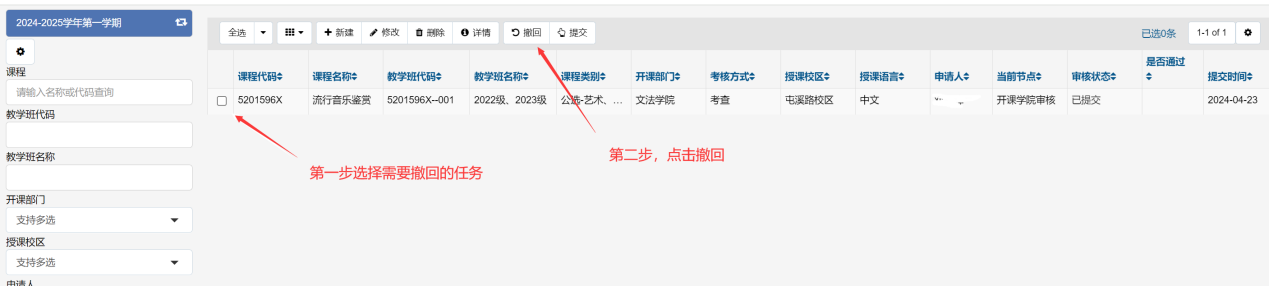 2024-2025学年第一学期
全选 新建 修改 删除 详情 撤回 提交 已选0条 1-1 of 1
课程
请输入名称或代码查询
教学班代码
教学班名称
开课部门
支持多选
授课校区
支持多选
申请人
课程代码 课程名称 教学班代码 教学班名称 课程类别 开课部门 考核方式 授课校区 授课语言 申请人 当前节点 审核状态 是否通过 提交时间
5201596X 流行音乐鉴赏 5201596X--001 2022级、2023级 公选-艺术、... 文法学院 考查 屯溪路校区 中文 开课学院审核 已提交 2024-04-23
第二步，点击撤回
第一步选择需要撤回的任务